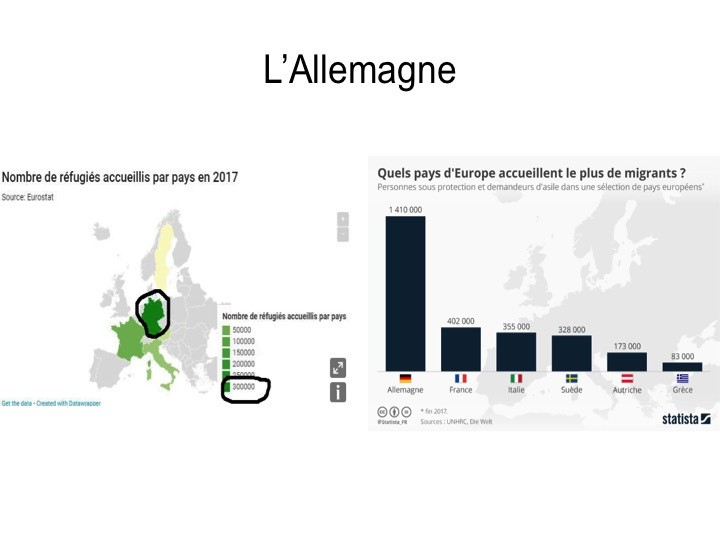 L’Allemagne
Nombre de réfugiés accueillis par pays en 2017
Source: Eurostat
+
-
Nombre de réfugiés accueillis par pays
50000
100000
150000
200000
250000
300000
i
Get the data - Created with Datawrapper
Quels pays d'Europe accueillent le plus de migrants ?
Personnes sous protection et demandeurs d'asile dans une sélection de pays européens*
1 410 000
402 000
355 000
328 000
173 000
83 000
Allemagne
France
Italie
Suède
Autriche
Grèce
* fin 2017.
@Statista_FR
Sources : UNHRC, Die Welt
statista